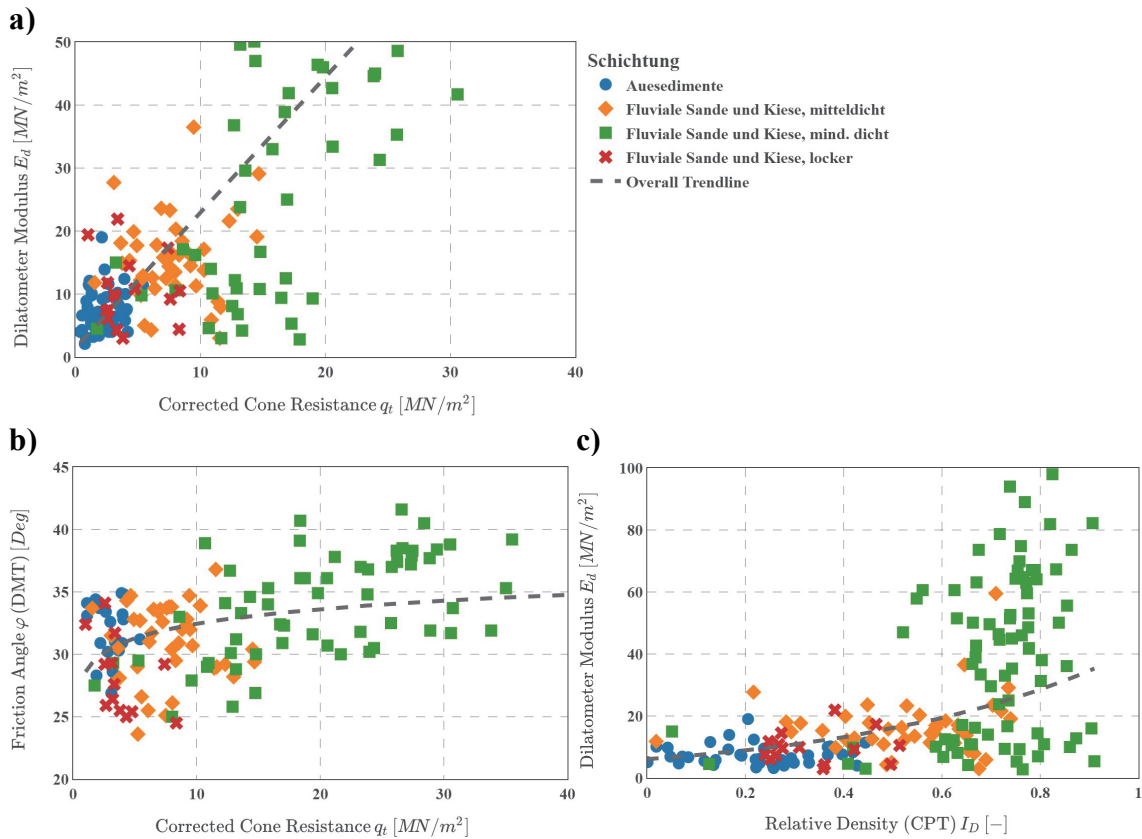 a)
Dilatometer Modulus E_d [MN/m²]
50
40
30
20
10
0
0 10 20 30 40
Corrected Cone Resistance q_t [MN/m²]
Schichtung
Auesedimente
Fluviale Sande und Kiese, mitteldicht
Fluviale Sande und Kiese, mind. dicht
Fluviale Sande und Kiese, locker
Overall Trendline
b)
Friction Angle φ (DMT) [Deg]
45
40
35
30
25
20
0 10 20 30 40
Corrected Cone Resistance q_t [MN/m²]
c)
Dilatometer Modulus E_d [MN/m²]
100
80
60
40
20
0
0 0.2 0.4 0.6 0.8 1
Relative Density (CPT) I_D [−]